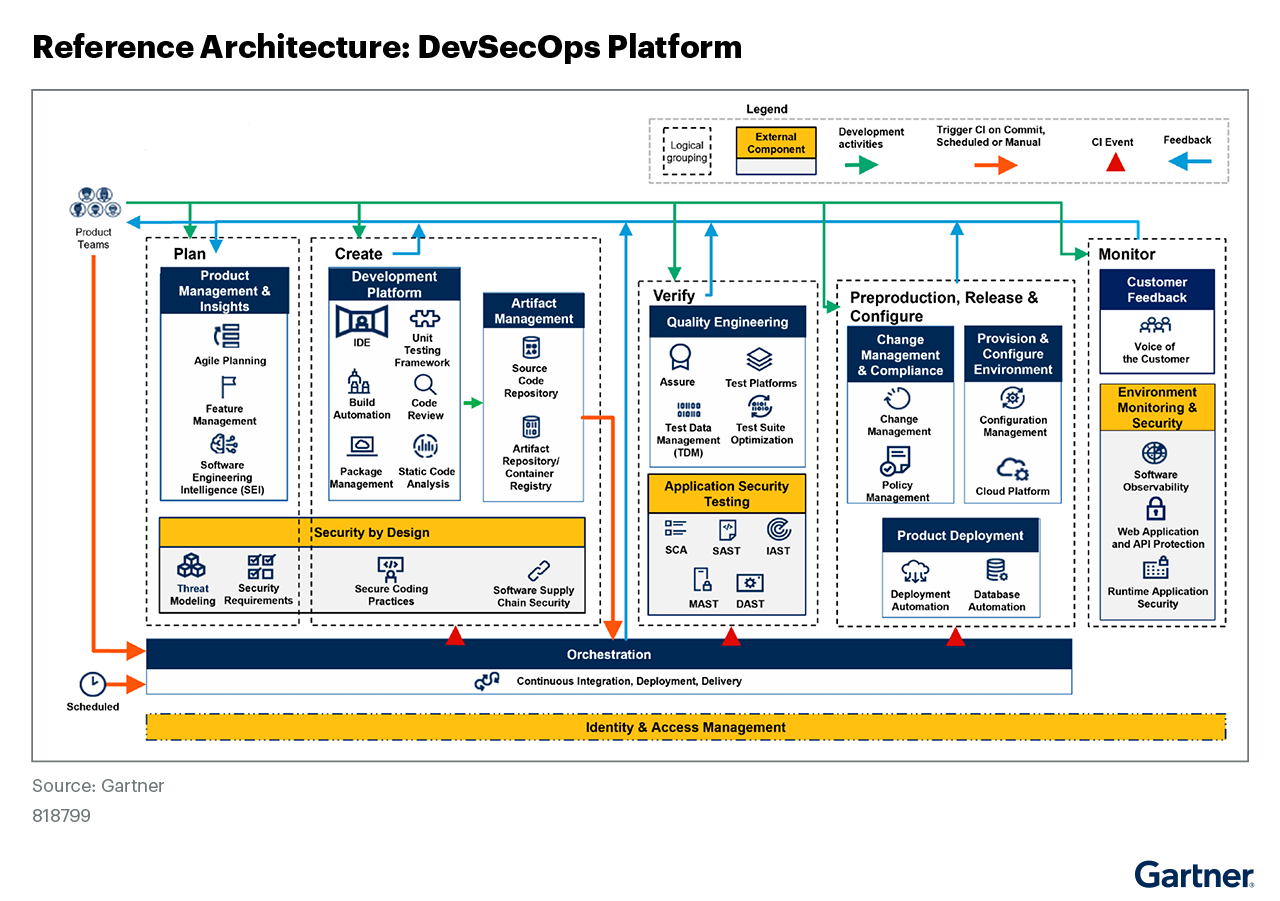 Reference Architecture: DevSecOps Platform
Legend
Logical
grouping
External
Component
Development
activities
Trigger CI on Commit,
Scheduled or Manual
CI Event
Feedback
Product
Teams
Plan
Product
Management &
Insights
Agile Planning
Feature
Management
Software
Engineering
Intelligence (SEI)
Create
Development
Platform
IDE
Unit
Testing
Framework
Build
Automation
Code
Review
Package
Management
Static Code
Analysis
Artifact
Management
Source
Code
Repository
Artifact
Repository/
Container
Registry
Security by Design
Threat
Modeling
Security
Requirements
Secure Coding
Practices
Software Supply
Chain Security
Verify
Quality Engineering
Assure
Test Platforms
Test Data
Management
(TDM)
Test Suite
Optimization
Application Security
Testing
SCA
SAST
IAST
MAST
DAST
Preproduction, Release &
Configure
Change
Management
& Compliance
Change
Management
Policy
Management
Provision &
Configure
Environment
Configuration
Management
Cloud Platform
Product Deployment
Deployment
Automation
Database
Automation
Monitor
Customer
Feedback
Voice of
the Customer
Environment
Monitoring &
Security
Software
Observability
Web Application
and API Protection
Runtime Application
Security
Orchestration
Continuous Integration, Deployment, Delivery
Scheduled
Identity & Access Management
Source: Gartner
818799
Gartner®